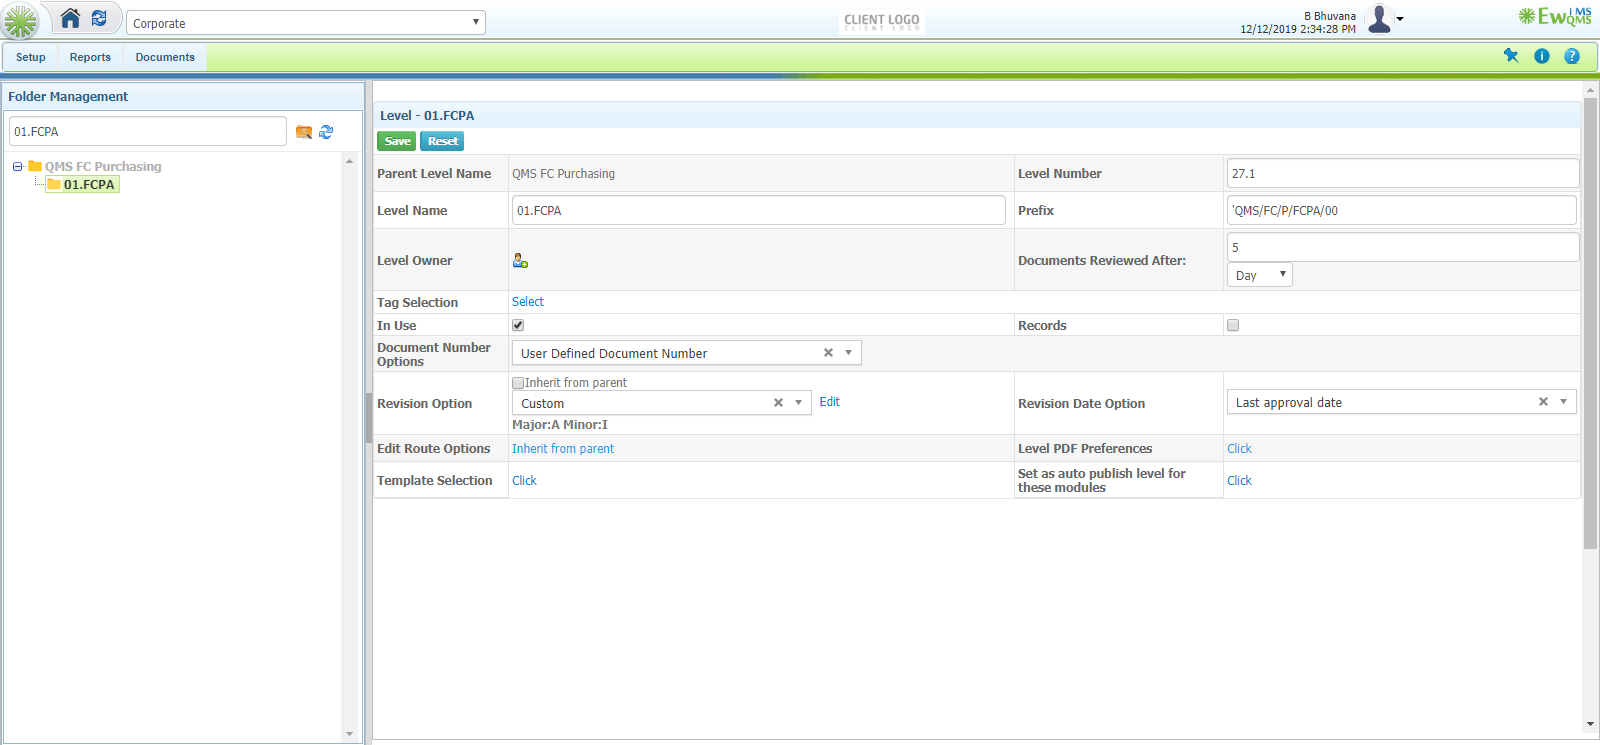 Corporate
CLIENT LOGO
CLIENT LOGO
B Bhuvana
12/12/2019 2:34:28 PM
EwQMS IMS
Setup Reports Documents
Folder Management
01.FCPA
QMS FC Purchasing
01.FCPA
Level - 01.FCPA
Save Reset
Parent Level Name QMS FC Purchasing Level Number 27.1
Level Name 01.FCPA Prefix 'QMS/FC/P/FCPA/00
Level Owner Documents Reviewed After: 5
Day
Tag Selection Select
In Use Records
Document Number
Options
User Defined Document Number
Inherit from parent
Revision Option Custom Edit Revision Date Option Last approval date
Major:A Minor:I
Edit Route Options Inherit from parent Level PDF Preferences Click
Template Selection Click Set as auto publish level for
these modules Click